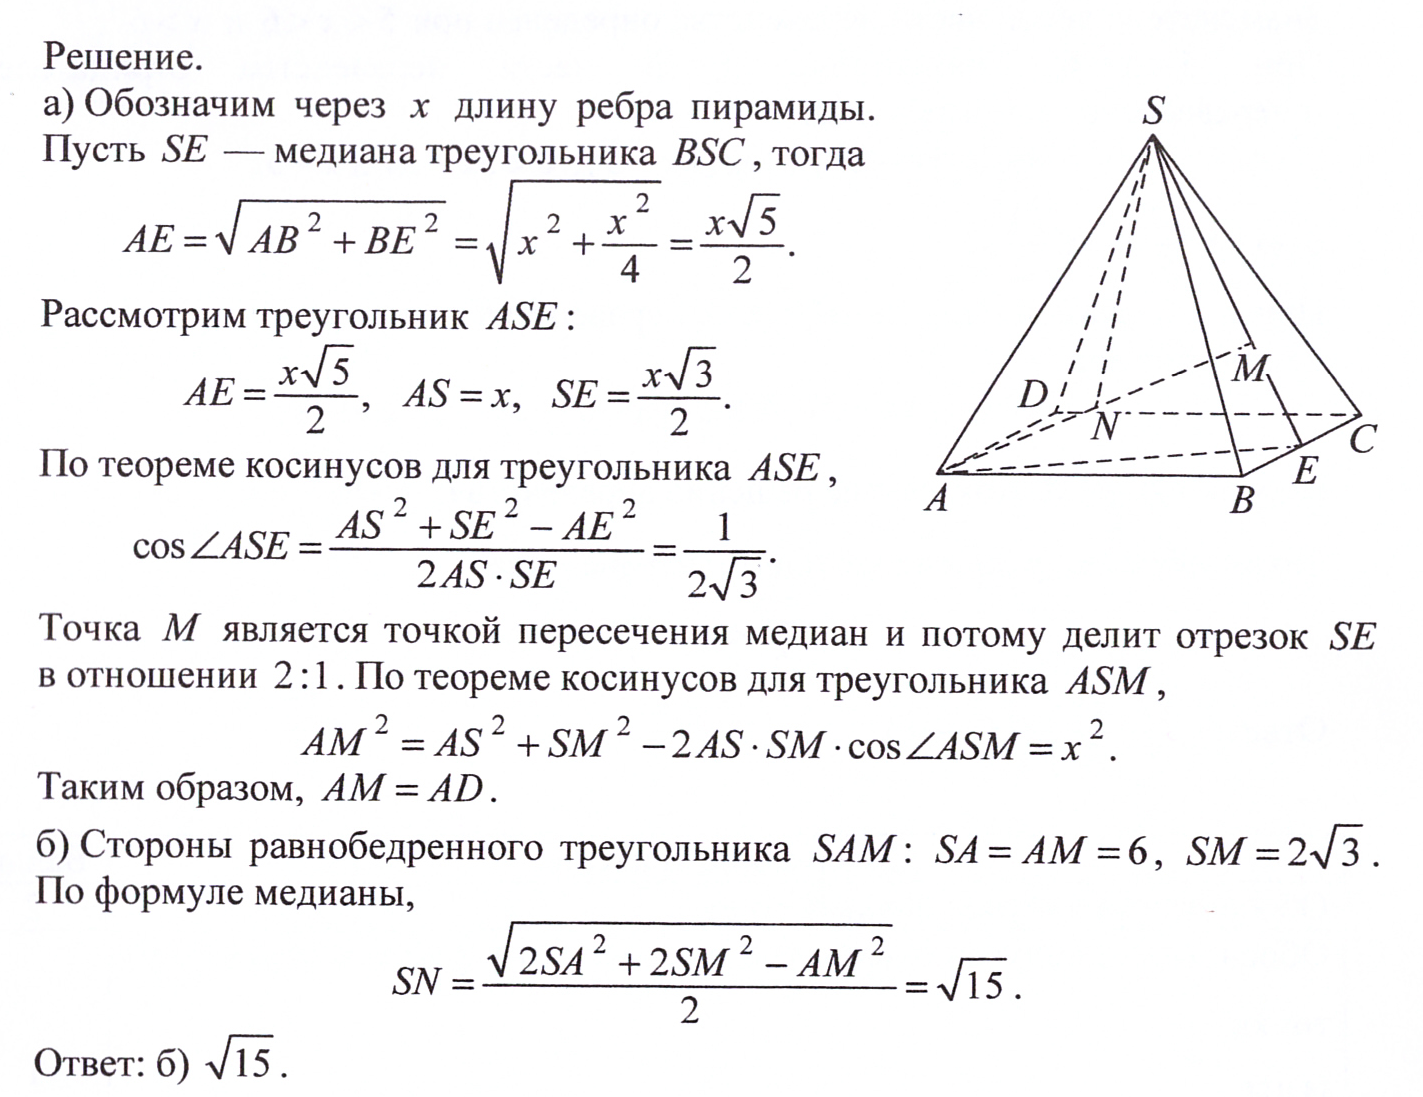 Решение.
а) Обозначим через x длину ребра пирамиды.
Пусть SE — медиана треугольника BSC, тогда
AE = √(AB² + BE²) = √(x² + x²/4) = x√5/2.
Рассмотрим треугольник ASE:
AE = x√5/2, AS = x, SE = x√3/2.
По теореме косинусов для треугольника ASE,
cos∠ASE = (AS² + SE² − AE²)/(2AS·SE) = 1/(2√3).
S
D
N
M
C
A
B
E
Точка M является точкой пересечения медиан и потому делит отрезок SE
в отношении 2:1. По теореме косинусов для треугольника ASM,
AM² = AS² + SM² − 2AS·SM·cos∠ASM = x².
Таким образом, AM = AD.
б) Стороны равнобедренного треугольника SAM: SA = AM = 6, SM = 2√3.
По формуле медианы,
SN = √(2SA² + 2SM² − AM²)/2 = √15.
Ответ: б) √15.